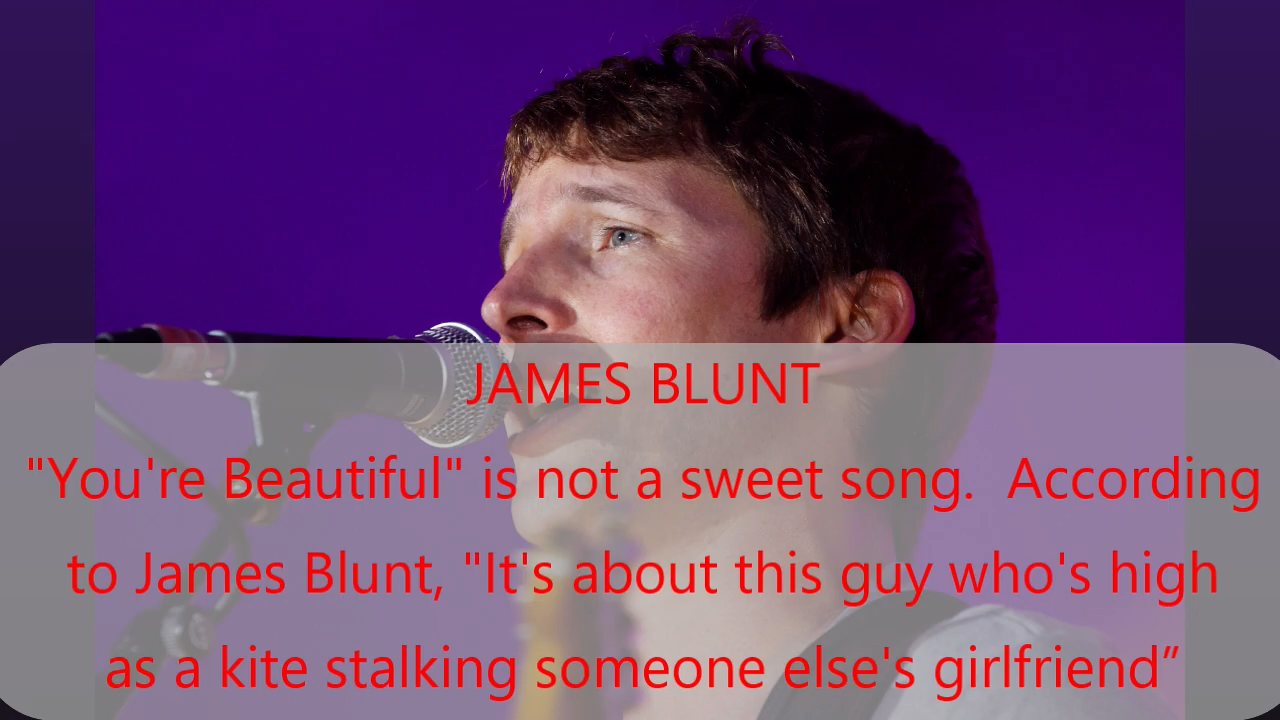 JAMES BLUNT
"You're Beautiful" is not a sweet song.  According
to James Blunt, "It's about this guy who's high
as a kite stalking someone else's girlfriend”